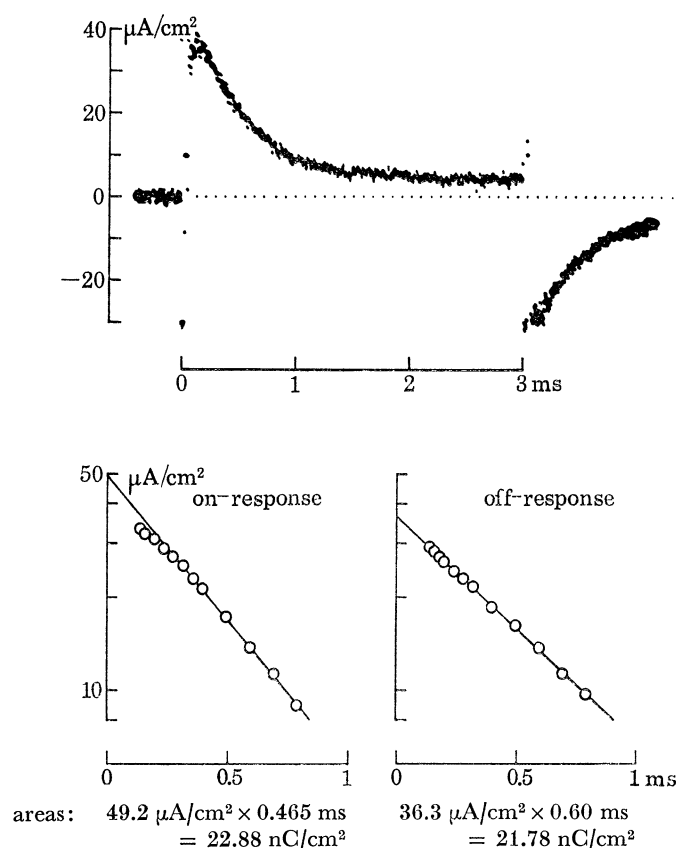 μA/cm²
40
20
0
−20
0 1 2 3 ms
50 μA/cm²
on-response
off-response
10
0 0.5 1
0 0.5 1 ms
areas: 49.2 μA/cm² × 0.465 ms
= 22.88 nC/cm²
36.3 μA/cm² × 0.60 ms
= 21.78 nC/cm²